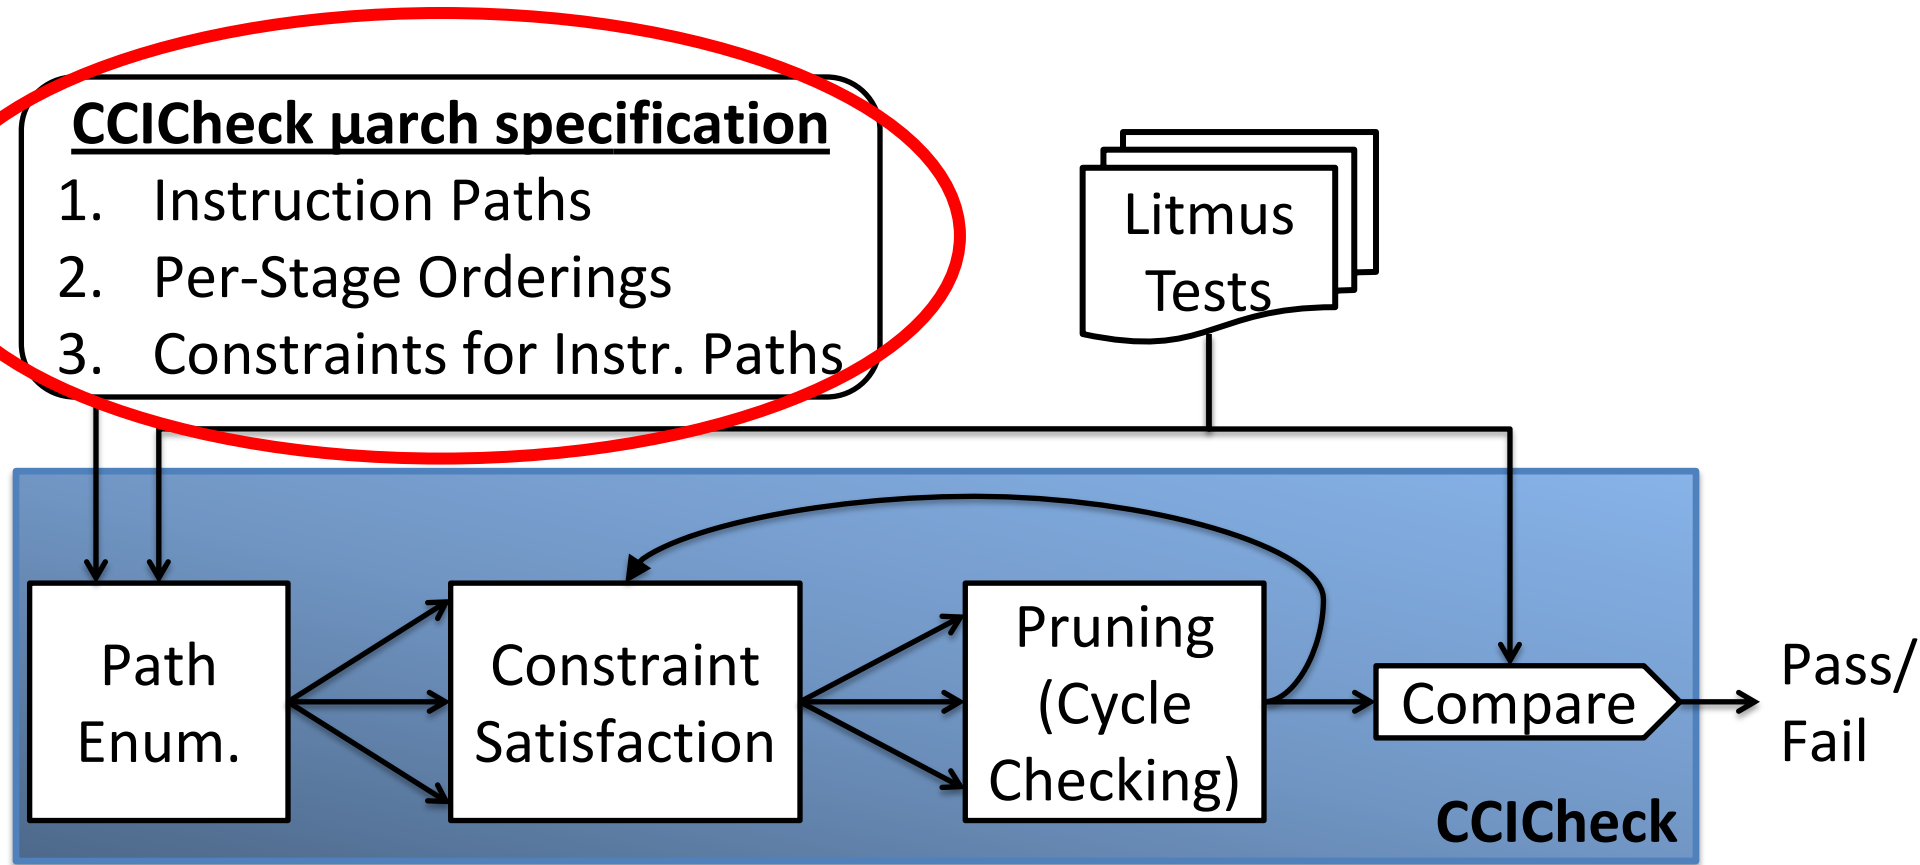 CCICheck µarch specification
1. Instruction Paths
2. Per-Stage Orderings
3. Constraints for Instr. Paths
Litmus
Tests
Path
Enum.
Constraint
Satisfaction
Pruning
(Cycle
Checking)
Compare
Pass/
Fail
CCICheck